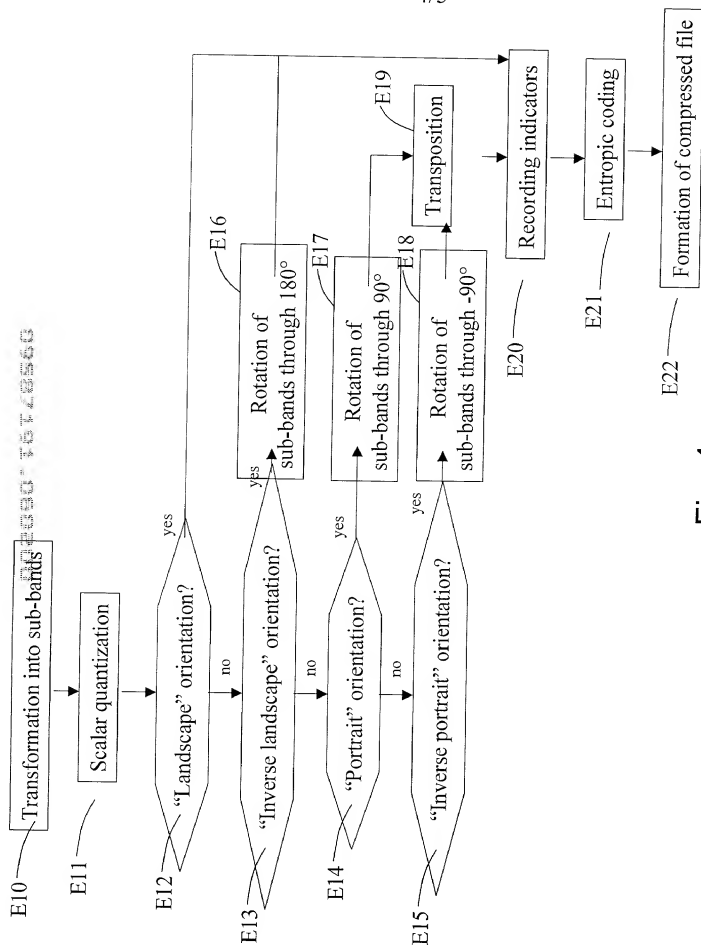 E10
Transformation into sub-bands
E11
Scalar quantization
E12
“Landscape” orientation?
yes
no
E13
“Inverse landscape” orientation?
yes
E16
Rotation of
sub-bands through 180°
no
E14
“Portrait” orientation?
yes
E17
Rotation of
sub-bands through 90°
no
E15
“Inverse portrait” orientation?
yes
E18
Rotation of
sub-bands through -90°
E19
Transposition
E20
Recording indicators
E21
Entropic coding
E22
Formation of compressed file